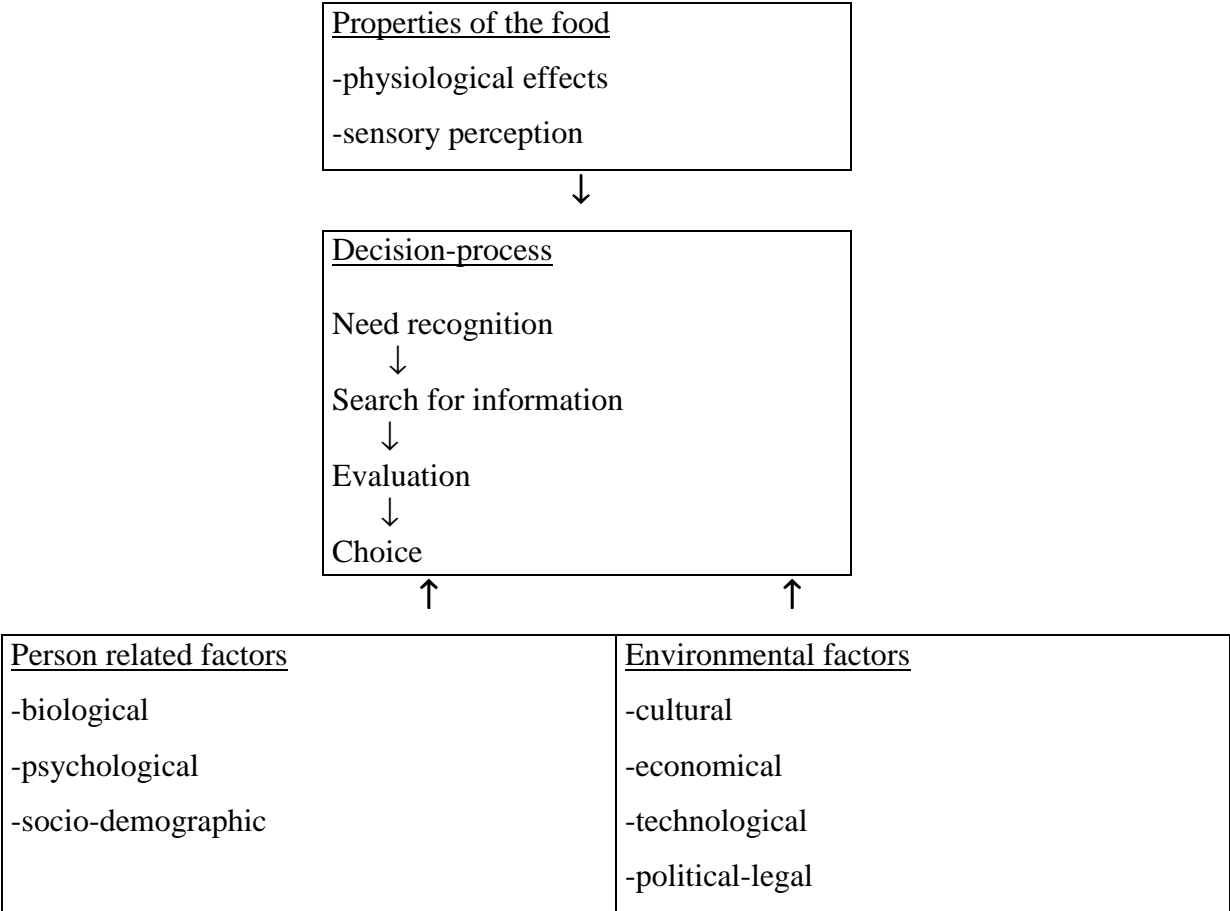 Properties of the food
-physiological effects
-sensory perception
↓
Decision-process
Need recognition
↓
Search for information
↓
Evaluation
↓
Choice
↑ ↑
Person related factors
-biological
-psychological
-socio-demographic
Environmental factors
-cultural
-economical
-technological
-political-legal